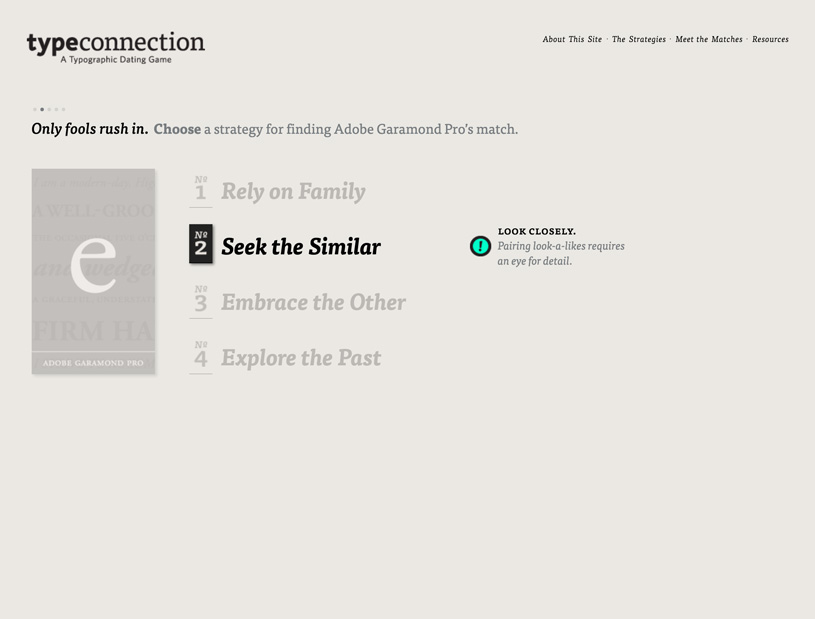 typeconnection
A Typographic Dating Game
About This Site · The Strategies · Meet the Matches · Resources
Only fools rush in. Choose a strategy for finding Adobe Garamond Pro's match.
A WELL-GROO
e
and wedge
FIRM HA
ADOBE GARAMOND PRO
Nº 1 Rely on Family
Nº 2 Seek the Similar
LOOK CLOSELY.
Pairing look-a-likes requires
an eye for detail.
Nº 3 Embrace the Other
Nº 4 Explore the Past